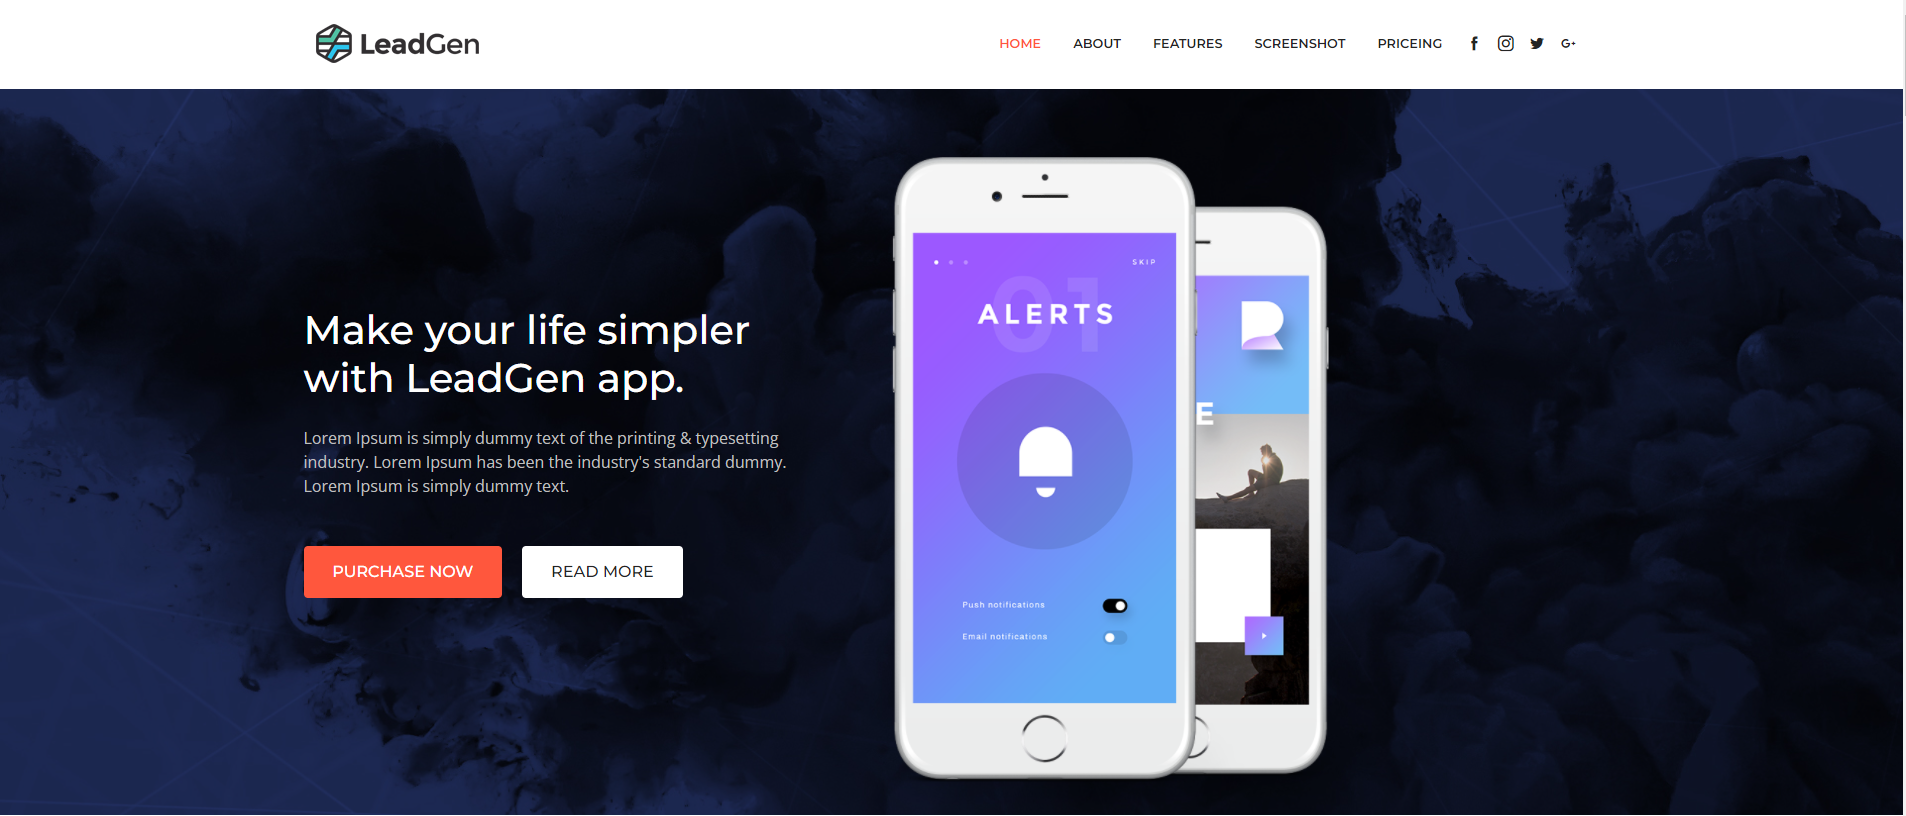 LeadGen
HOME ABOUT FEATURES SCREENSHOT PRICEING
Make your life simpler
with LeadGen app.
Lorem Ipsum is simply dummy text of the printing & typesetting
industry. Lorem Ipsum has been the industry's standard dummy.
Lorem Ipsum is simply dummy text.
PURCHASE NOW READ MORE
SKIP
01
ALERTS
Push notifications
Email notifications
R
E